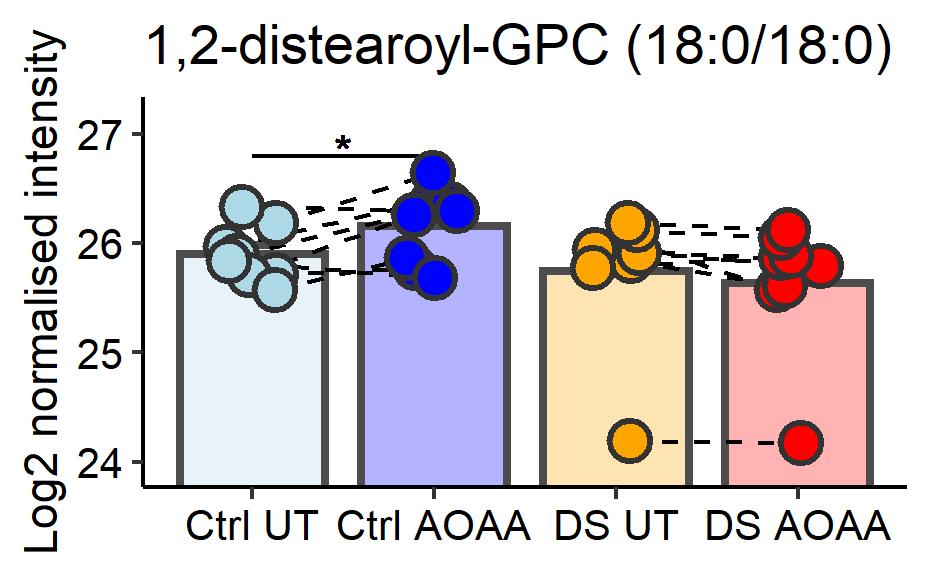 1,2-distearoyl-GPC (18:0/18:0)
Log2 normalised intensity
27
26
25
24
*
Ctrl UT Ctrl AOAA DS UT DS AOAA